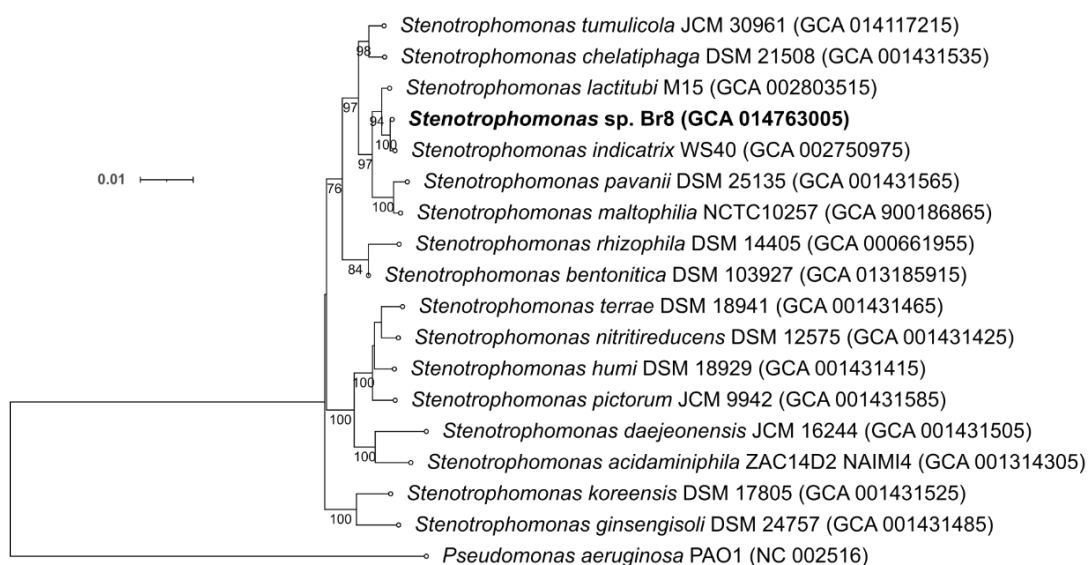 Stenotrophomonas tumulicola JCM 30961 (GCA 014117215)
98
Stenotrophomonas chelatiphaga DSM 21508 (GCA 001431535)
Stenotrophomonas lactitubi M15 (GCA 002803515)
97
94
Stenotrophomonas sp. Br8 (GCA 014763005)
100
Stenotrophomonas indicatrix WS40 (GCA 002750975)
97
0.01
76
Stenotrophomonas pavanii DSM 25135 (GCA 001431565)
100
Stenotrophomonas maltophilia NCTC10257 (GCA 900186865)
Stenotrophomonas rhizophila DSM 14405 (GCA 000661955)
84
Stenotrophomonas bentonitica DSM 103927 (GCA 013185915)
Stenotrophomonas terrae DSM 18941 (GCA 001431465)
Stenotrophomonas nitritireducens DSM 12575 (GCA 001431425)
Stenotrophomonas humi DSM 18929 (GCA 001431415)
100
Stenotrophomonas pictorum JCM 9942 (GCA 001431585)
100
Stenotrophomonas daejeonensis JCM 16244 (GCA 001431505)
100
Stenotrophomonas acidaminiphila ZAC14D2 NAIMI4 (GCA 001314305)
Stenotrophomonas koreensis DSM 17805 (GCA 001431525)
100
Stenotrophomonas ginsengisoli DSM 24757 (GCA 001431485)
Pseudomonas aeruginosa PAO1 (NC 002516)